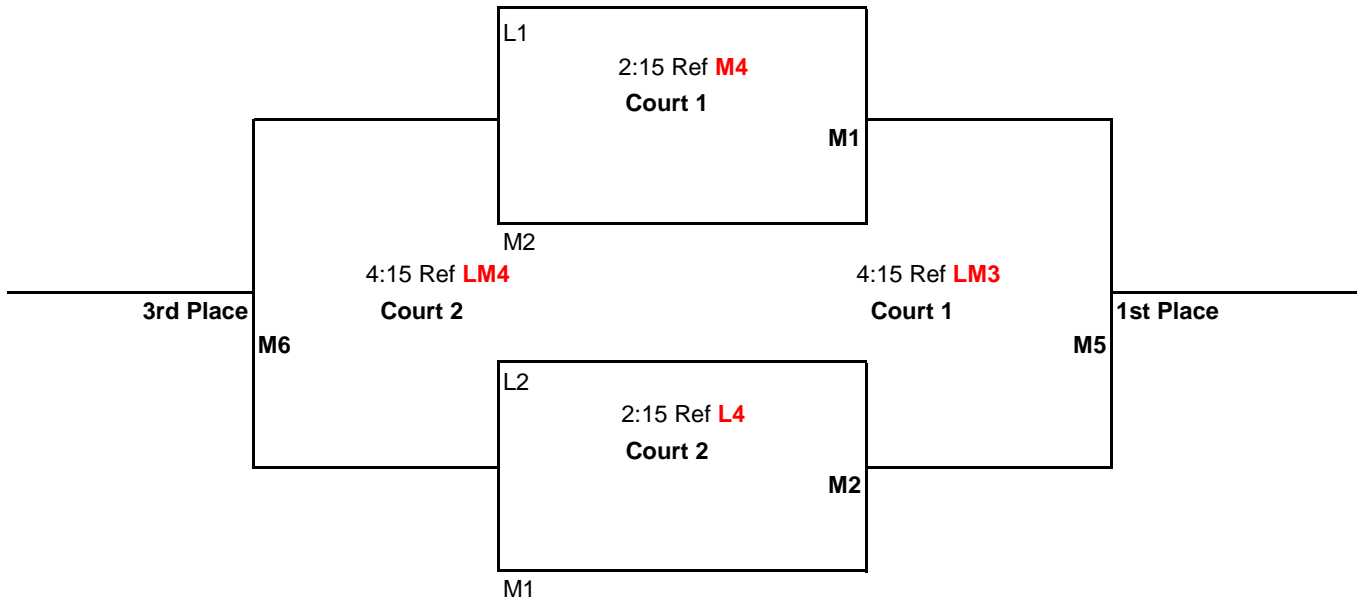 L1
2:15 Ref M4
Court 1
M1
M2
4:15 Ref LM4
4:15 Ref LM3
3rd Place
Court 2
Court 1
1st Place
M6
M5
L2
2:15 Ref L4
Court 2
M2
M1